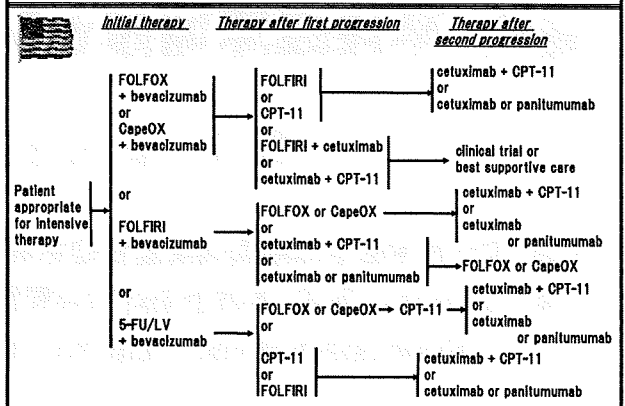 Initial therapy
Therapy after first progression
Therapy after
second progression
Patient
appropriate
for intensive
therapy
FOLFOX
+ bevacizumab
or
CapeOX
+ bevacizumab
or
FOLFIRI
+ bevacizumab
or
5-FU/LV
+ bevacizumab
FOLFIRI
or
CPT-11
or
FOLFIRI + cetuximab
or
cetuximab + CPT-11
cetuximab + CPT-11
or
cetuximab or panitumumab
clinical trial or
best supportive care
FOLFOX or CapeOX
or
cetuximab + CPT-11
or
cetuximab or panitumumab
cetuximab + CPT-11
or
cetuximab
or panitumumab
FOLFOX or CapeOX
FOLFOX or CapeOX → CPT-11
or
CPT-11
or
FOLFIRI
cetuximab + CPT-11
or
cetuximab
or panitumumab
cetuximab + CPT-11
or
cetuximab or panitumumab